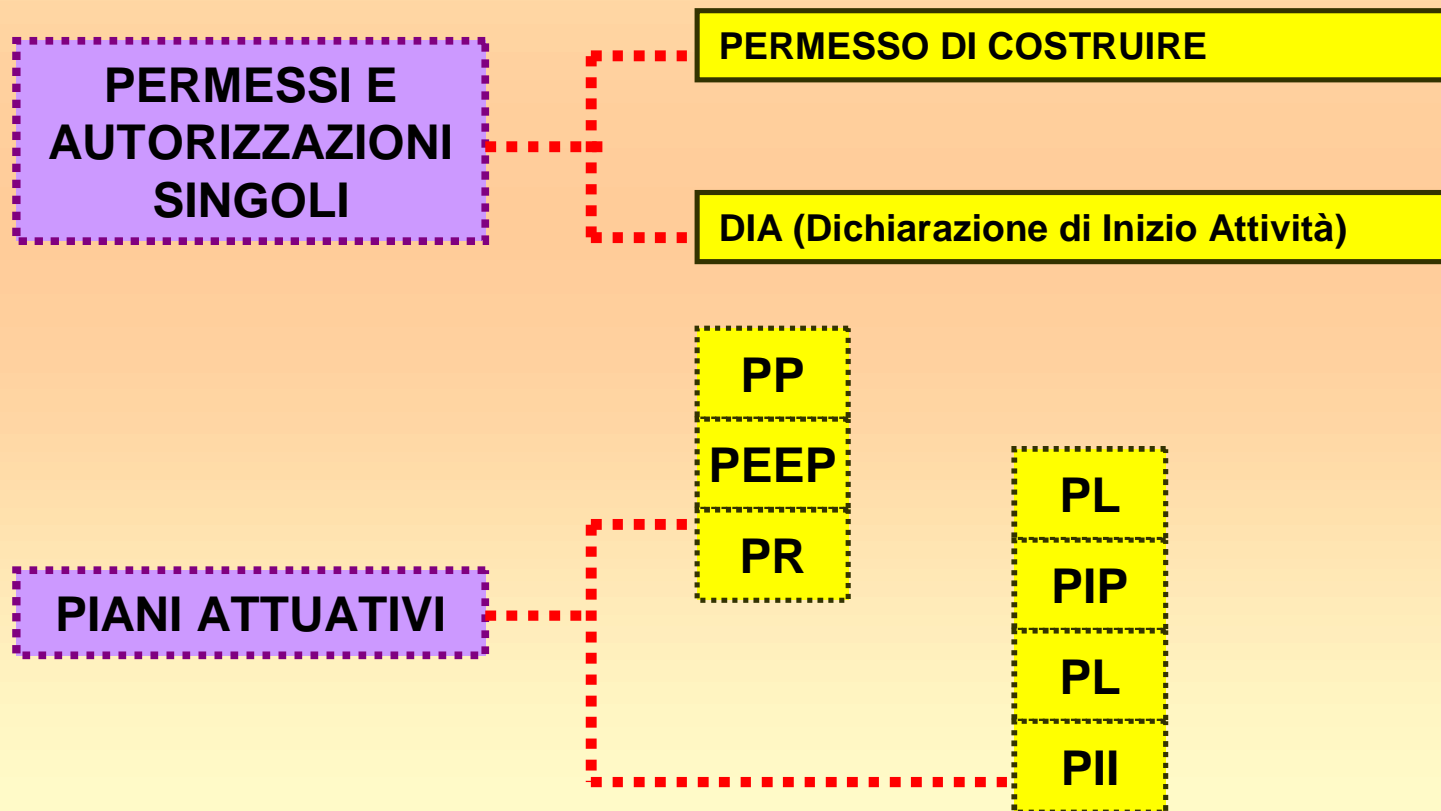 PERMESSI E
AUTORIZZAZIONI
SINGOLI
PERMESSO DI COSTRUIRE
DIA (Dichiarazione di Inizio Attività)
PIANI ATTUATIVI
PP
PEEP
PR
PL
PIP
PL
PII